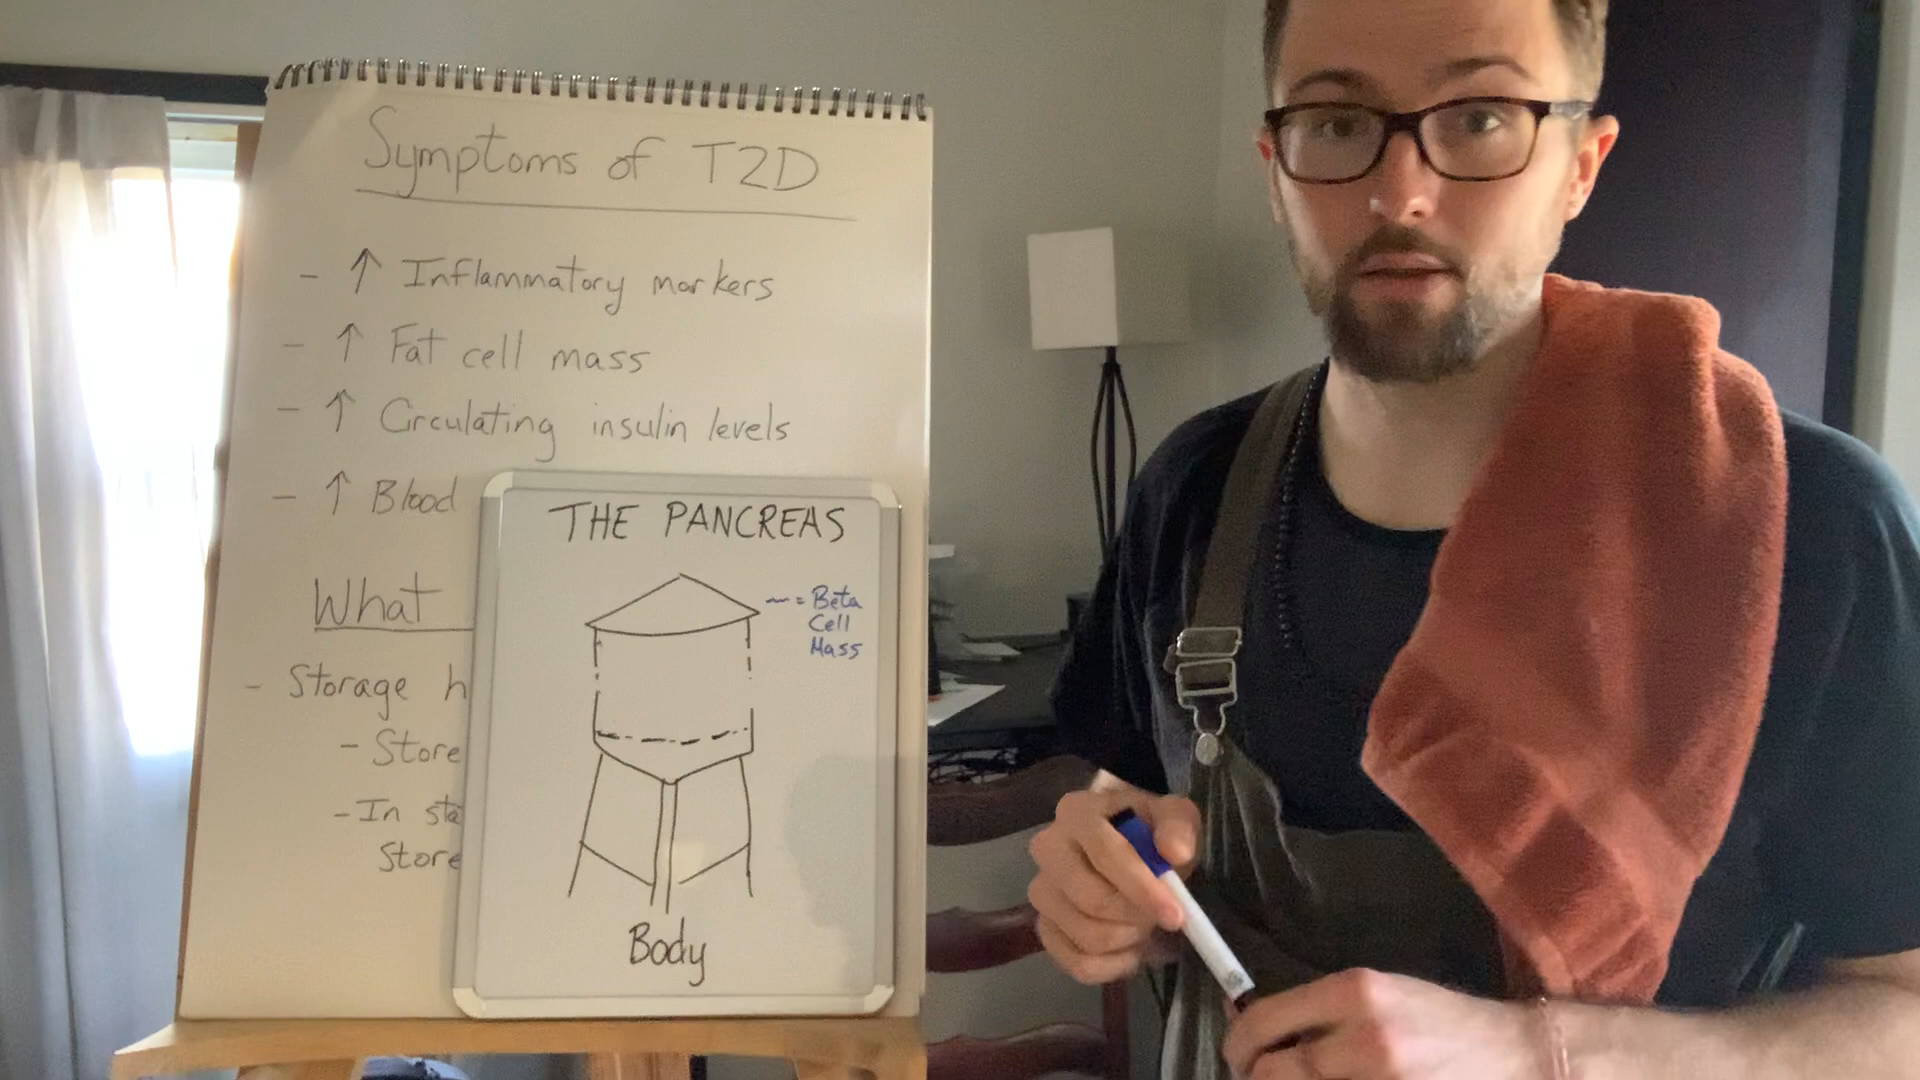 Symptoms of T2D
- ↑ Inflammatory markers
- ↑ Fat cell mass
- ↑ Circulating insulin levels
- ↑ Blood
What
- Storage h
- Store
- In sta
Store
THE PANCREAS
~ = Beta
Cell
Mass
Body